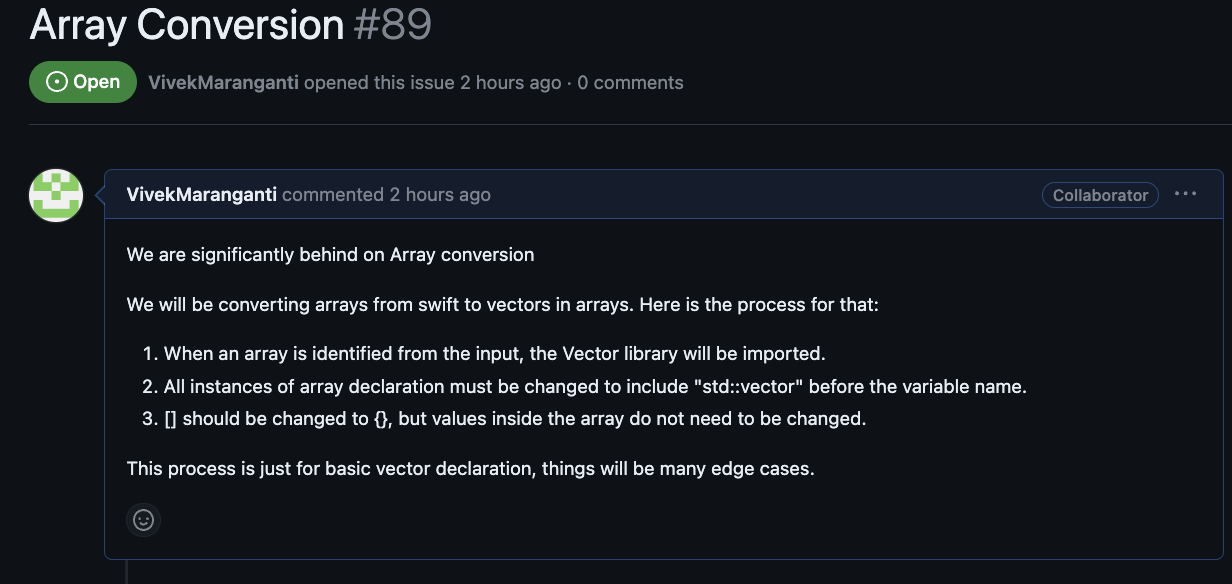 Array Conversion #89
Open VivekMaranganti opened this issue 2 hours ago · 0 comments
VivekMaranganti commented 2 hours ago Collaborator ...
We are significantly behind on Array conversion
We will be converting arrays from swift to vectors in arrays. Here is the process for that:
1. When an array is identified from the input, the Vector library will be imported.
2. All instances of array declaration must be changed to include "std::vector" before the variable name.
3. [] should be changed to {}, but values inside the array do not need to be changed.
This process is just for basic vector declaration, things will be many edge cases.